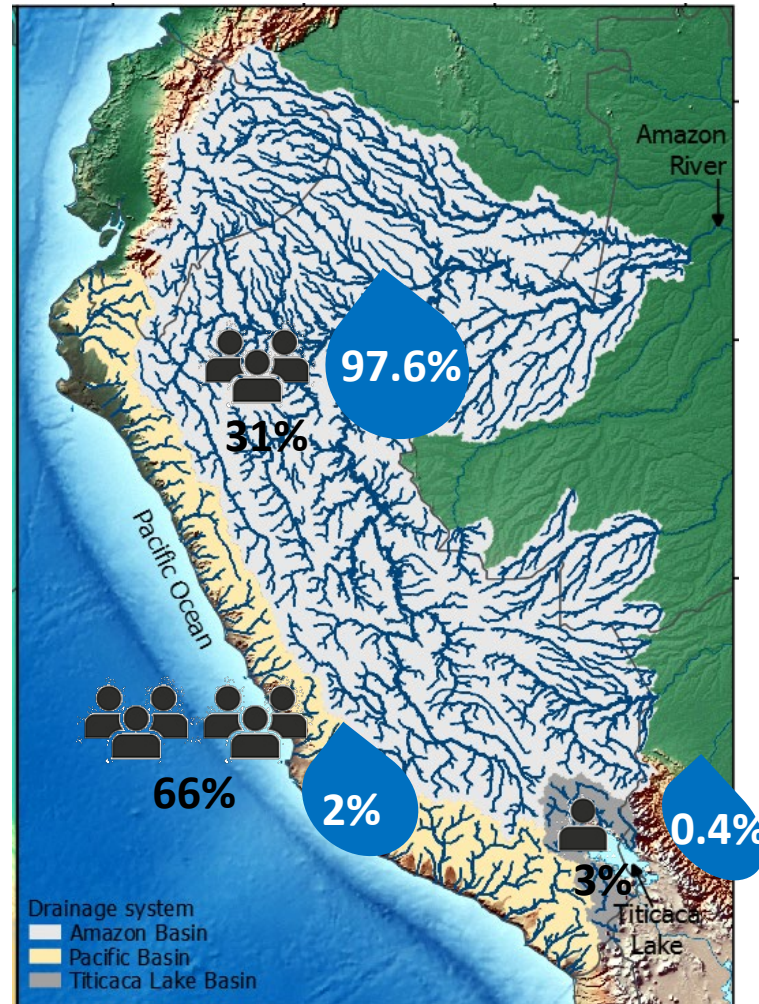 Amazon
River
97.6%
31%
Pacific Ocean
66%
2%
0.4%
3%
Titicaca
Lake
Drainage system
Amazon Basin
Pacific Basin
Titicaca Lake Basin